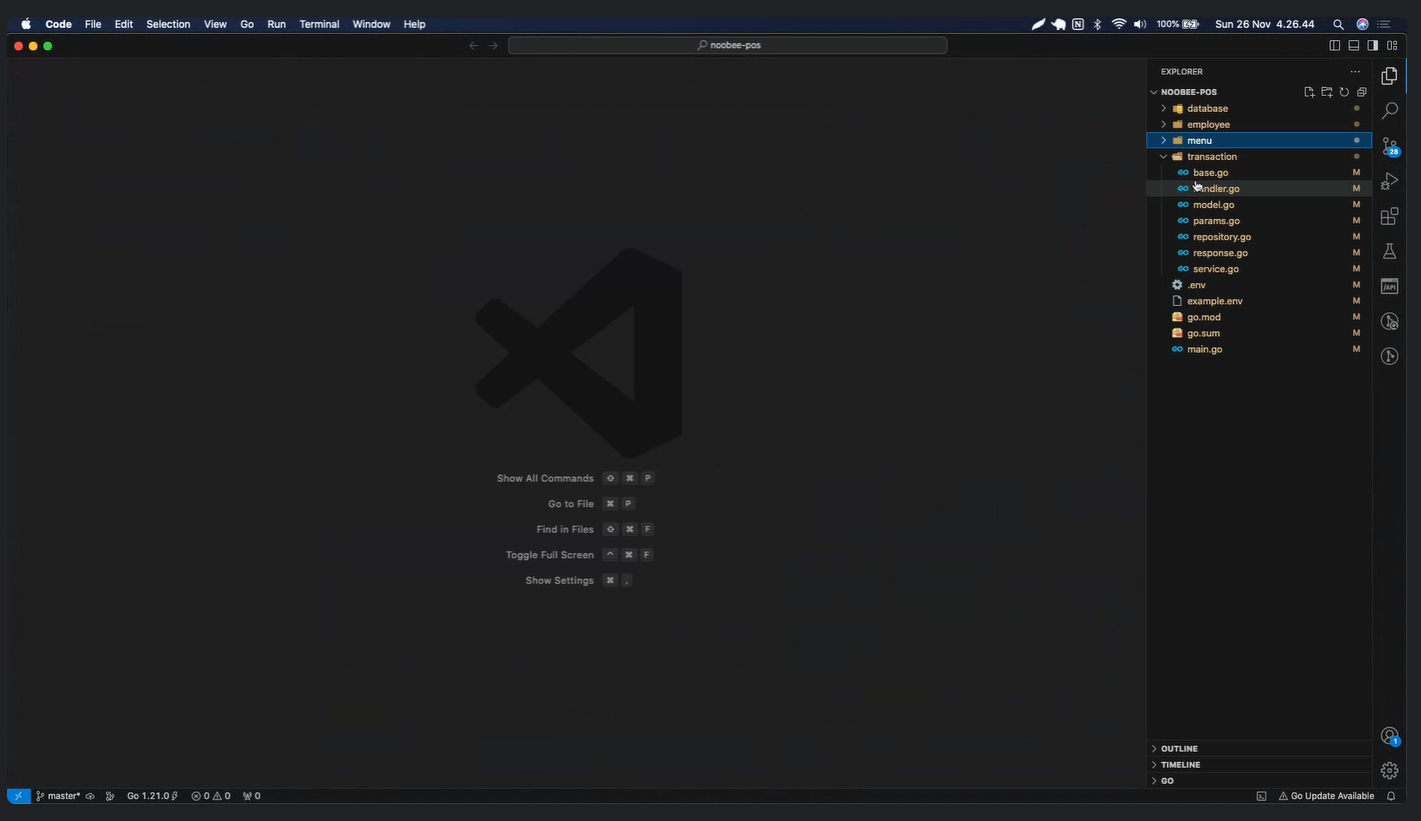 Code File Edit Selection View Go Run Terminal Window Help 100% Sun 26 Nov 4.26.44
noobee-pos
EXPLORER
NOOBEE-POS
database
employee
menu
transaction
base.go M
handler.go M
model.go M
params.go M
repository.go M
response.go M
service.go M
.env M
example.env M
go.mod M
go.sum M
main.go M
28
/API
Show All Commands ⇧ ⌘ P
Go to File ⌘ P
Find in Files ⇧ ⌘ F
Toggle Full Screen ^ ⌘ F
Show Settings ⌘ ,
1
OUTLINE
TIMELINE
GO
master* Go 1.21.0 0 0 0 Go Update Available